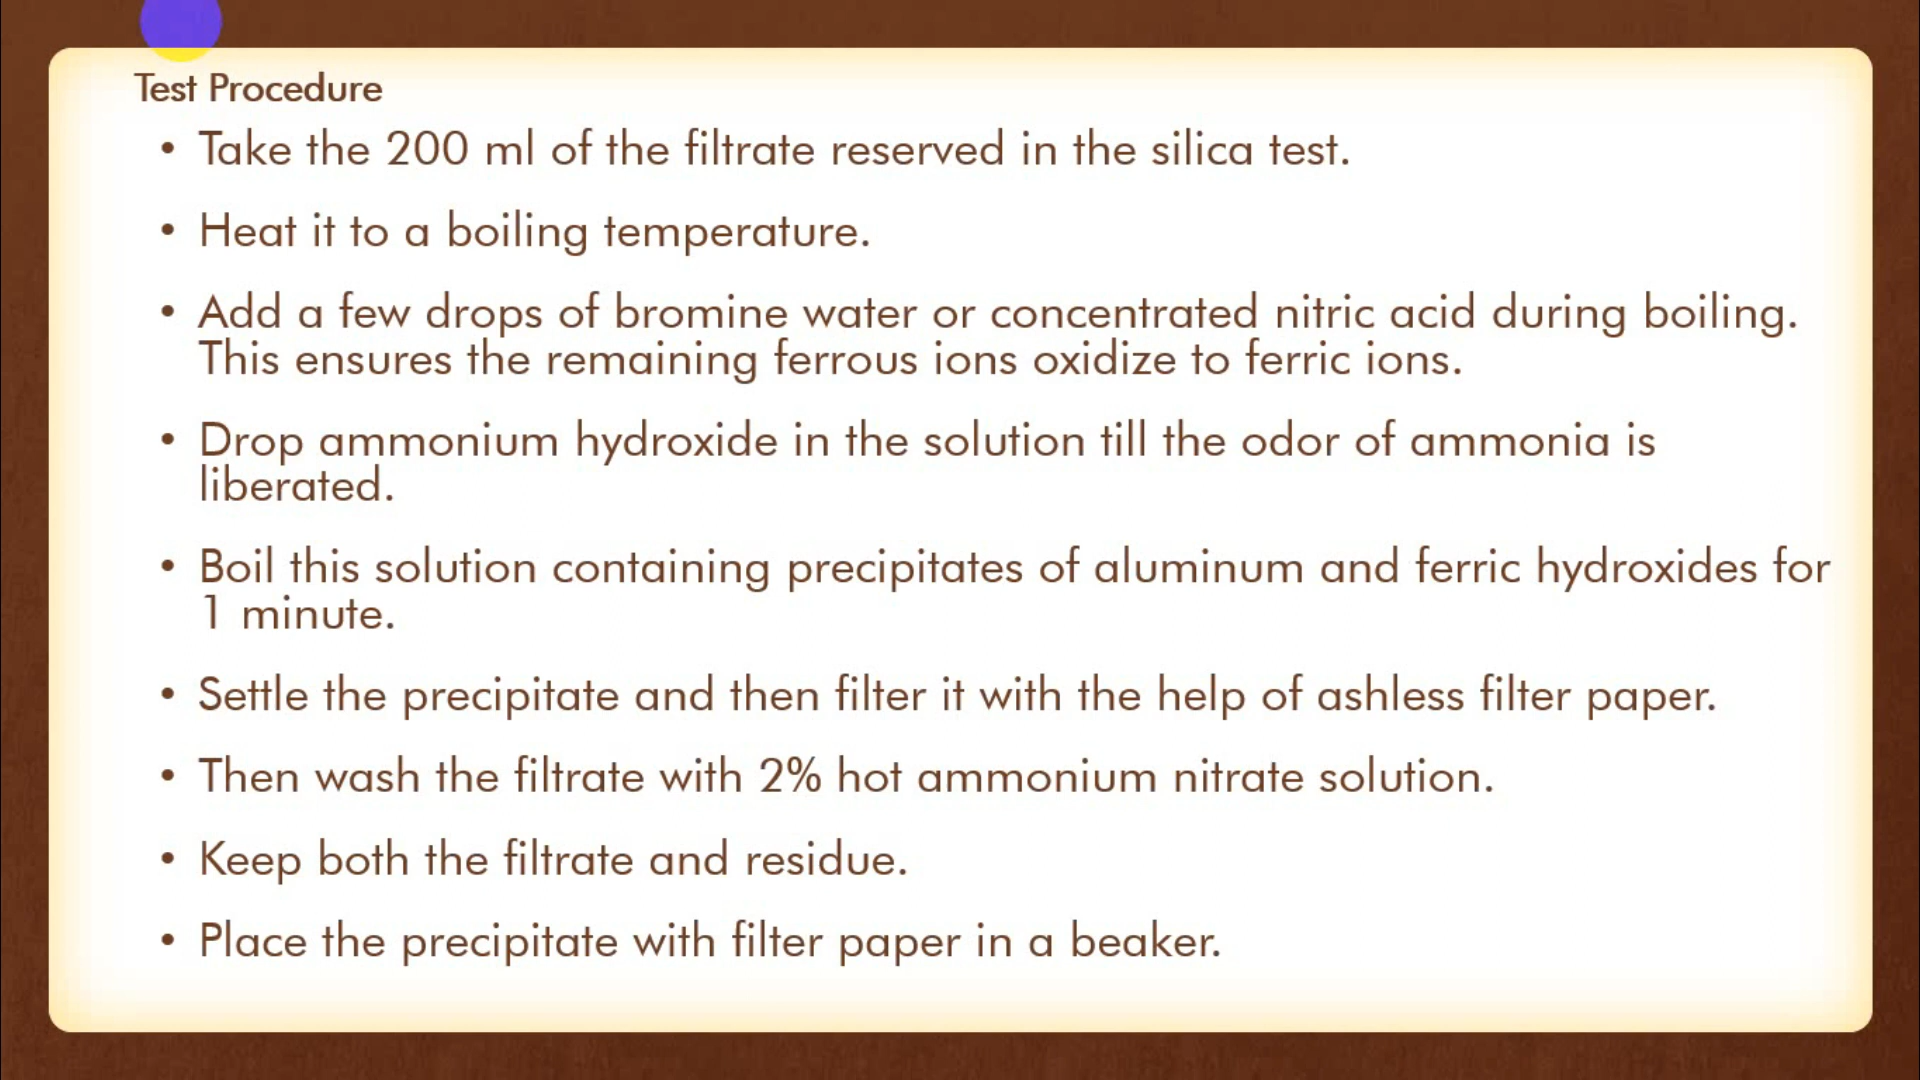 Test Procedure
• Take the 200 ml of the filtrate reserved in the silica test.
• Heat it to a boiling temperature.
• Add a few drops of bromine water or concentrated nitric acid during boiling.
This ensures the remaining ferrous ions oxidize to ferric ions.
• Drop ammonium hydroxide in the solution till the odor of ammonia is
liberated.
• Boil this solution containing precipitates of aluminum and ferric hydroxides for
1 minute.
• Settle the precipitate and then filter it with the help of ashless filter paper.
• Then wash the filtrate with 2% hot ammonium nitrate solution.
• Keep both the filtrate and residue.
• Place the precipitate with filter paper in a beaker.